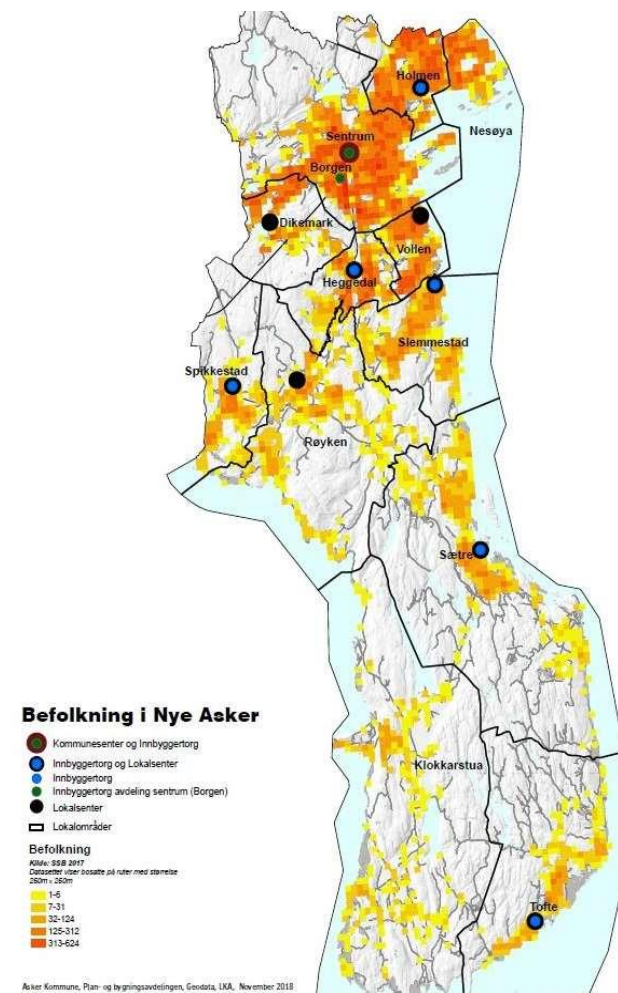 Holmen
Nesøya
Sentrum
Borgen
Dikemark
Vollen
Heggedal
Slemmestad
Spikkestad
Røyken
Sætre
Klokkarstua
Tofte
Befolkning i Nye Asker
Kommunesenter og Innbyggertorg
Innbyggertorg og Lokalsenter
Innbyggertorg
Innbyggertorg avdeling sentrum (Borgen)
Lokalsenter
Lokalområder
Befolkning
Kilde: SSB 2017
Datasettet viser bosatte på ruter med størrelse
250m x 250m
1-6
7-31
32-124
125-312
313-624
Asker Kommune, Plan- og bygningsavdelingen, Geodata, LKA, November 2018